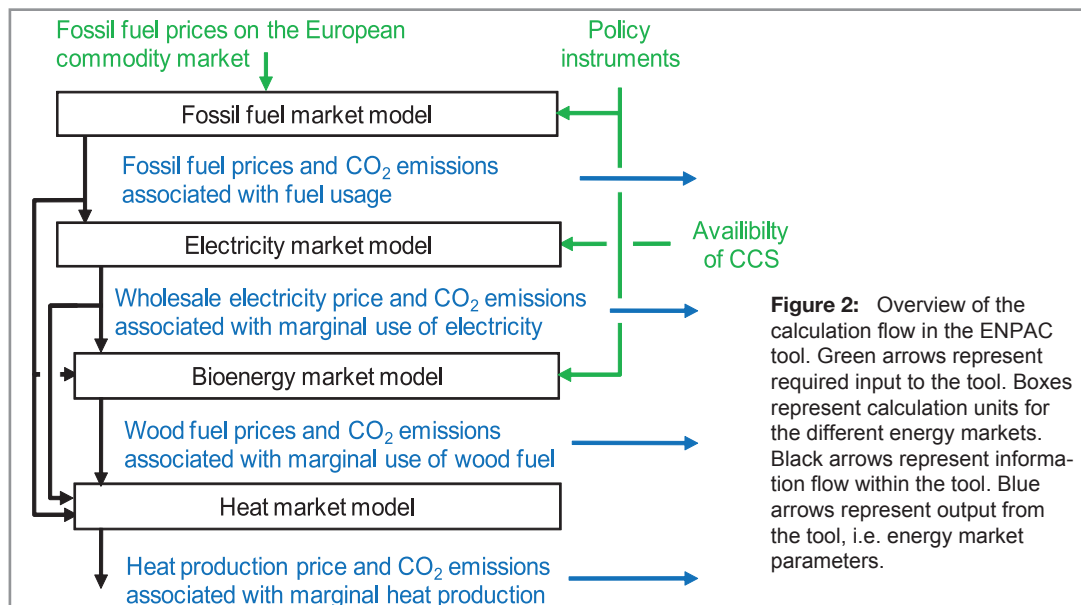 Fossil fuel prices on the European
commodity market
Policy
instruments
Fossil fuel market model
Fossil fuel prices and CO₂ emissions
associated with fuel usage
Electricity market model
Availibilty
of CCS
Wholesale electricity price and CO₂ emissions
associated with marginal use of electricity
Bioenergy market model
Wood fuel prices and CO₂ emissions
associated with marginal use of wood fuel
Heat market model
Heat production price and CO₂ emissions
associated with marginal heat production
Figure 2: Overview of the
calculation flow in the ENPAC
tool. Green arrows represent
required input to the tool. Boxes
represent calculation units for
the different energy markets.
Black arrows represent informa-
tion flow within the tool. Blue
arrows represent output from
the tool, i.e. energy market
parameters.